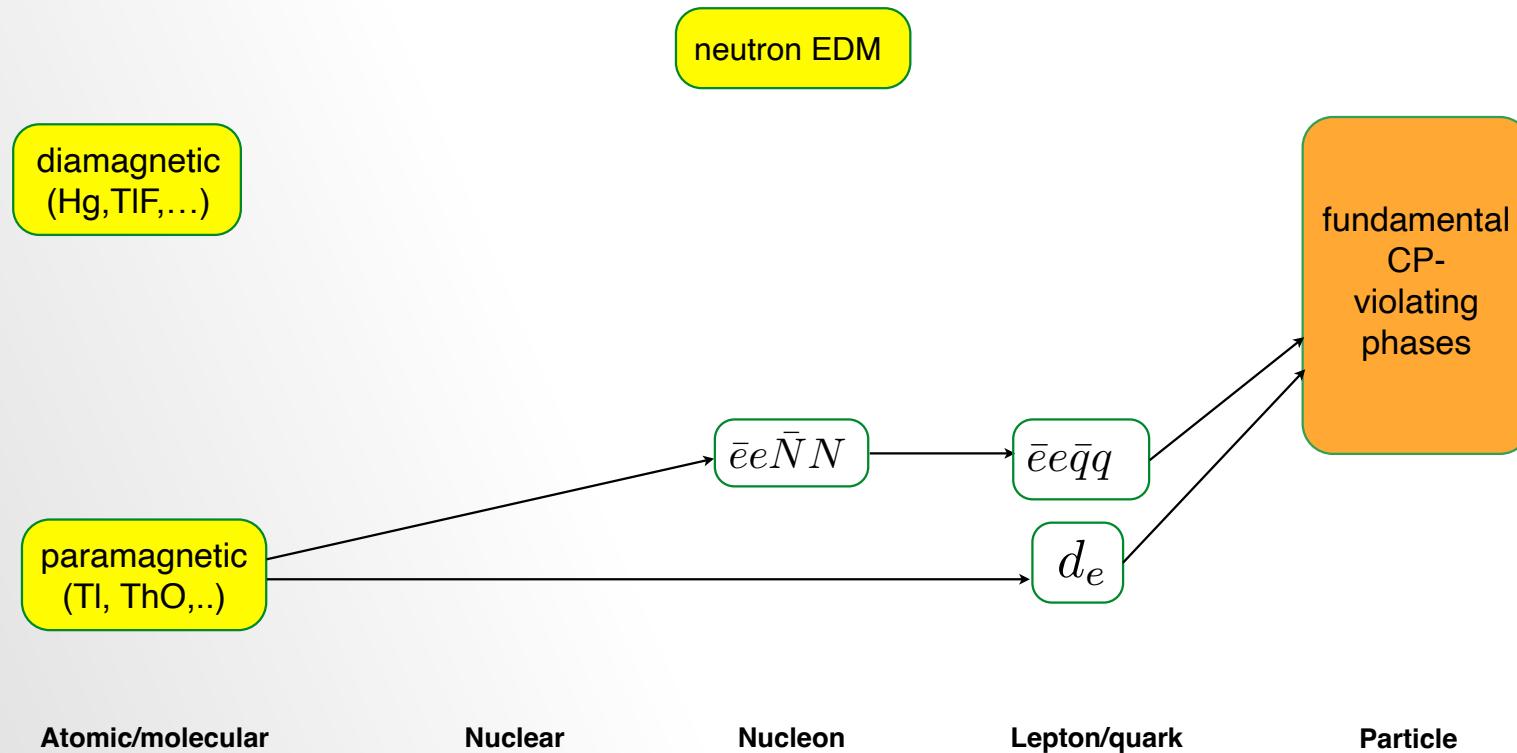 neutron EDM
diamagnetic
(Hg,TlF,…)
fundamental
CP-
violating
phases
ēeN̄N
ēeq̄q
paramagnetic
(Tl, ThO,..)
dₑ
Atomic/molecular
Nuclear
Nucleon
Lepton/quark
Particle